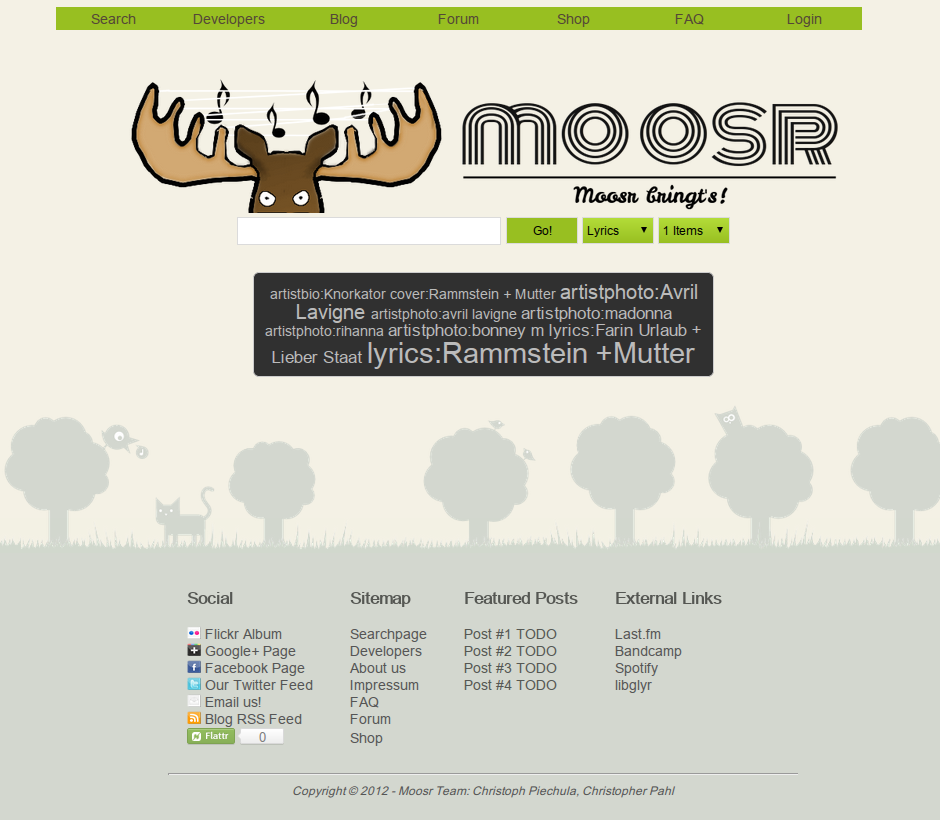 Search Developers Blog Forum Shop FAQ Login
MOOSR
Moosr bringt's!
Go! Lyrics 1 Items
artistbio:Knorkator cover:Rammstein + Mutter artistphoto:Avril
Lavigne artistphoto:avril lavigne artistphoto:madonna
artistphoto:rihanna artistphoto:bonney m lyrics:Farin Urlaub +
Lieber Staat lyrics:Rammstein +Mutter
Social
Flickr Album
Google+ Page
Facebook Page
Our Twitter Feed
Email us!
Blog RSS Feed
Flattr 0
Sitemap
Searchpage
Developers
About us
Impressum
FAQ
Forum
Shop
Featured Posts
Post #1 TODO
Post #2 TODO
Post #3 TODO
Post #4 TODO
External Links
Last.fm
Bandcamp
Spotify
libglyr
Copyright © 2012 - Moosr Team: Christoph Piechula, Christopher Pahl